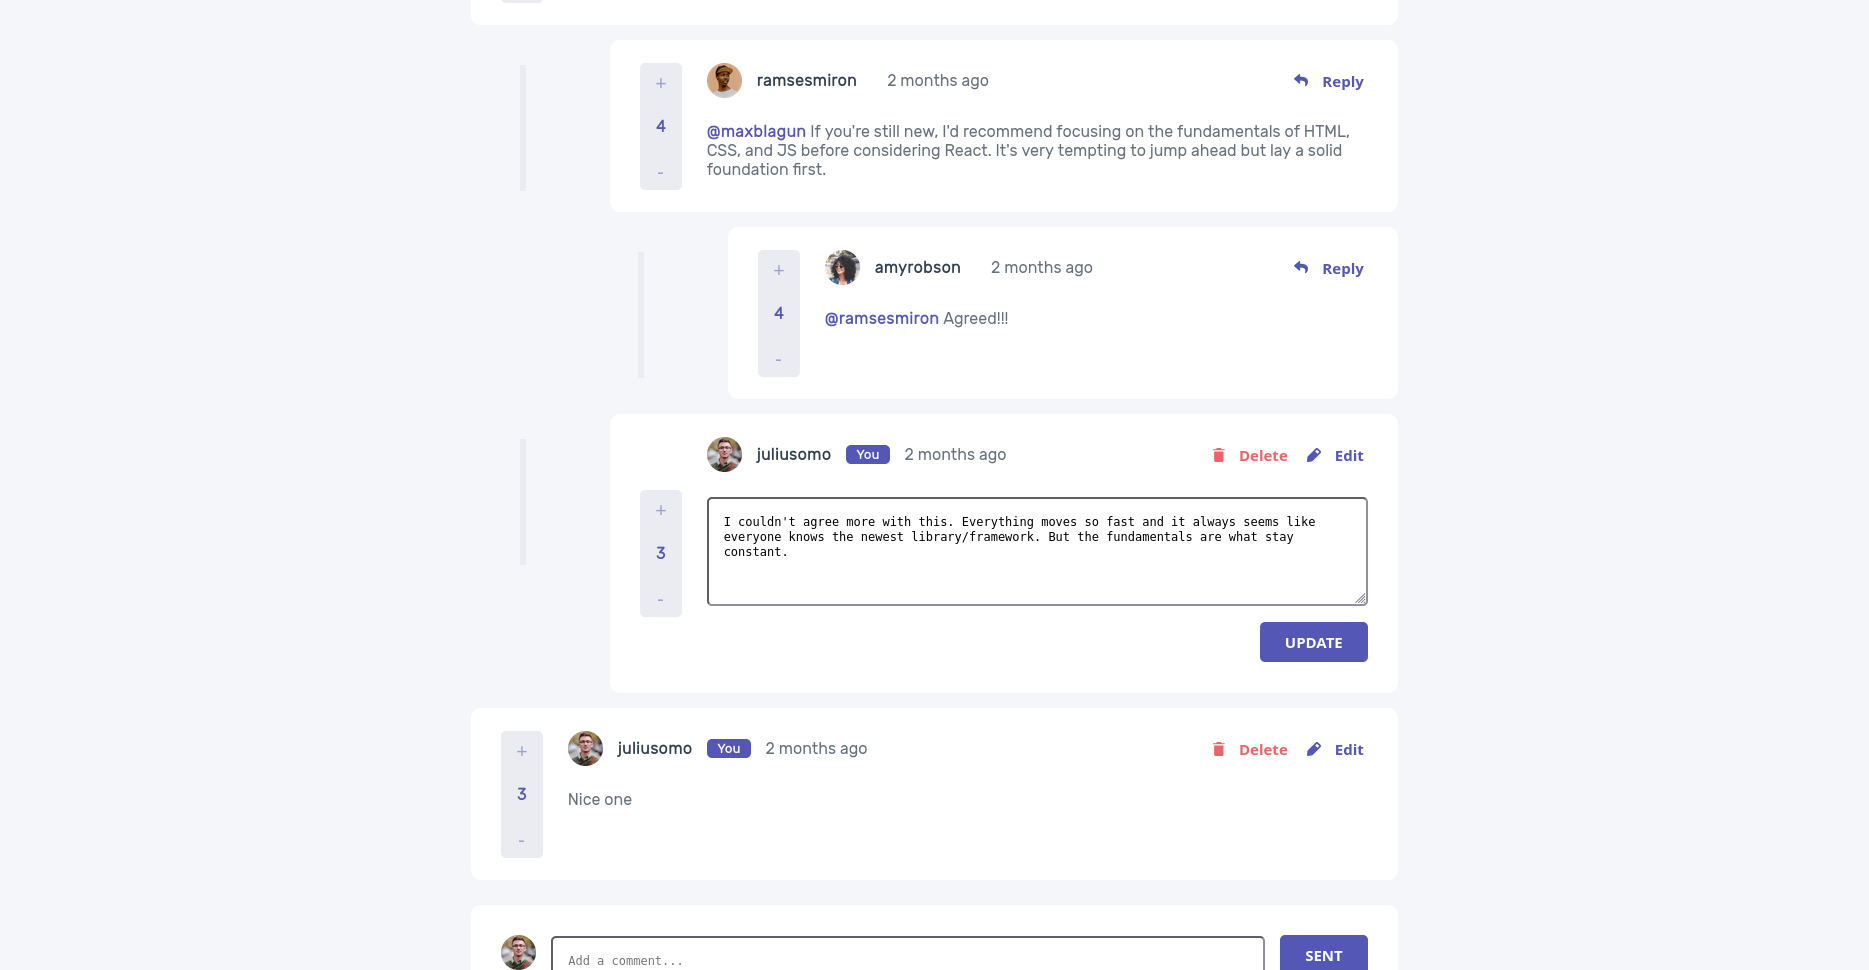 +
4
-
ramsesmiron 2 months ago Reply
@maxblagun If you're still new, I'd recommend focusing on the fundamentals of HTML,
CSS, and JS before considering React. It's very tempting to jump ahead but lay a solid
foundation first.
+
4
-
amyrobson 2 months ago Reply
@ramsesmiron Agreed!!!
juliusomo You 2 months ago Delete Edit
+
3
-
I couldn't agree more with this. Everything moves so fast and it always seems like
everyone knows the newest library/framework. But the fundamentals are what stay
constant.
UPDATE
+
3
-
juliusomo You 2 months ago Delete Edit
Nice one
Add a comment...
SENT